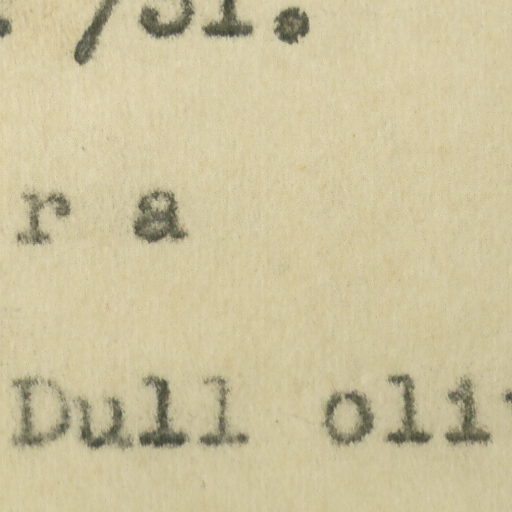 /31.
r a
Dull oli